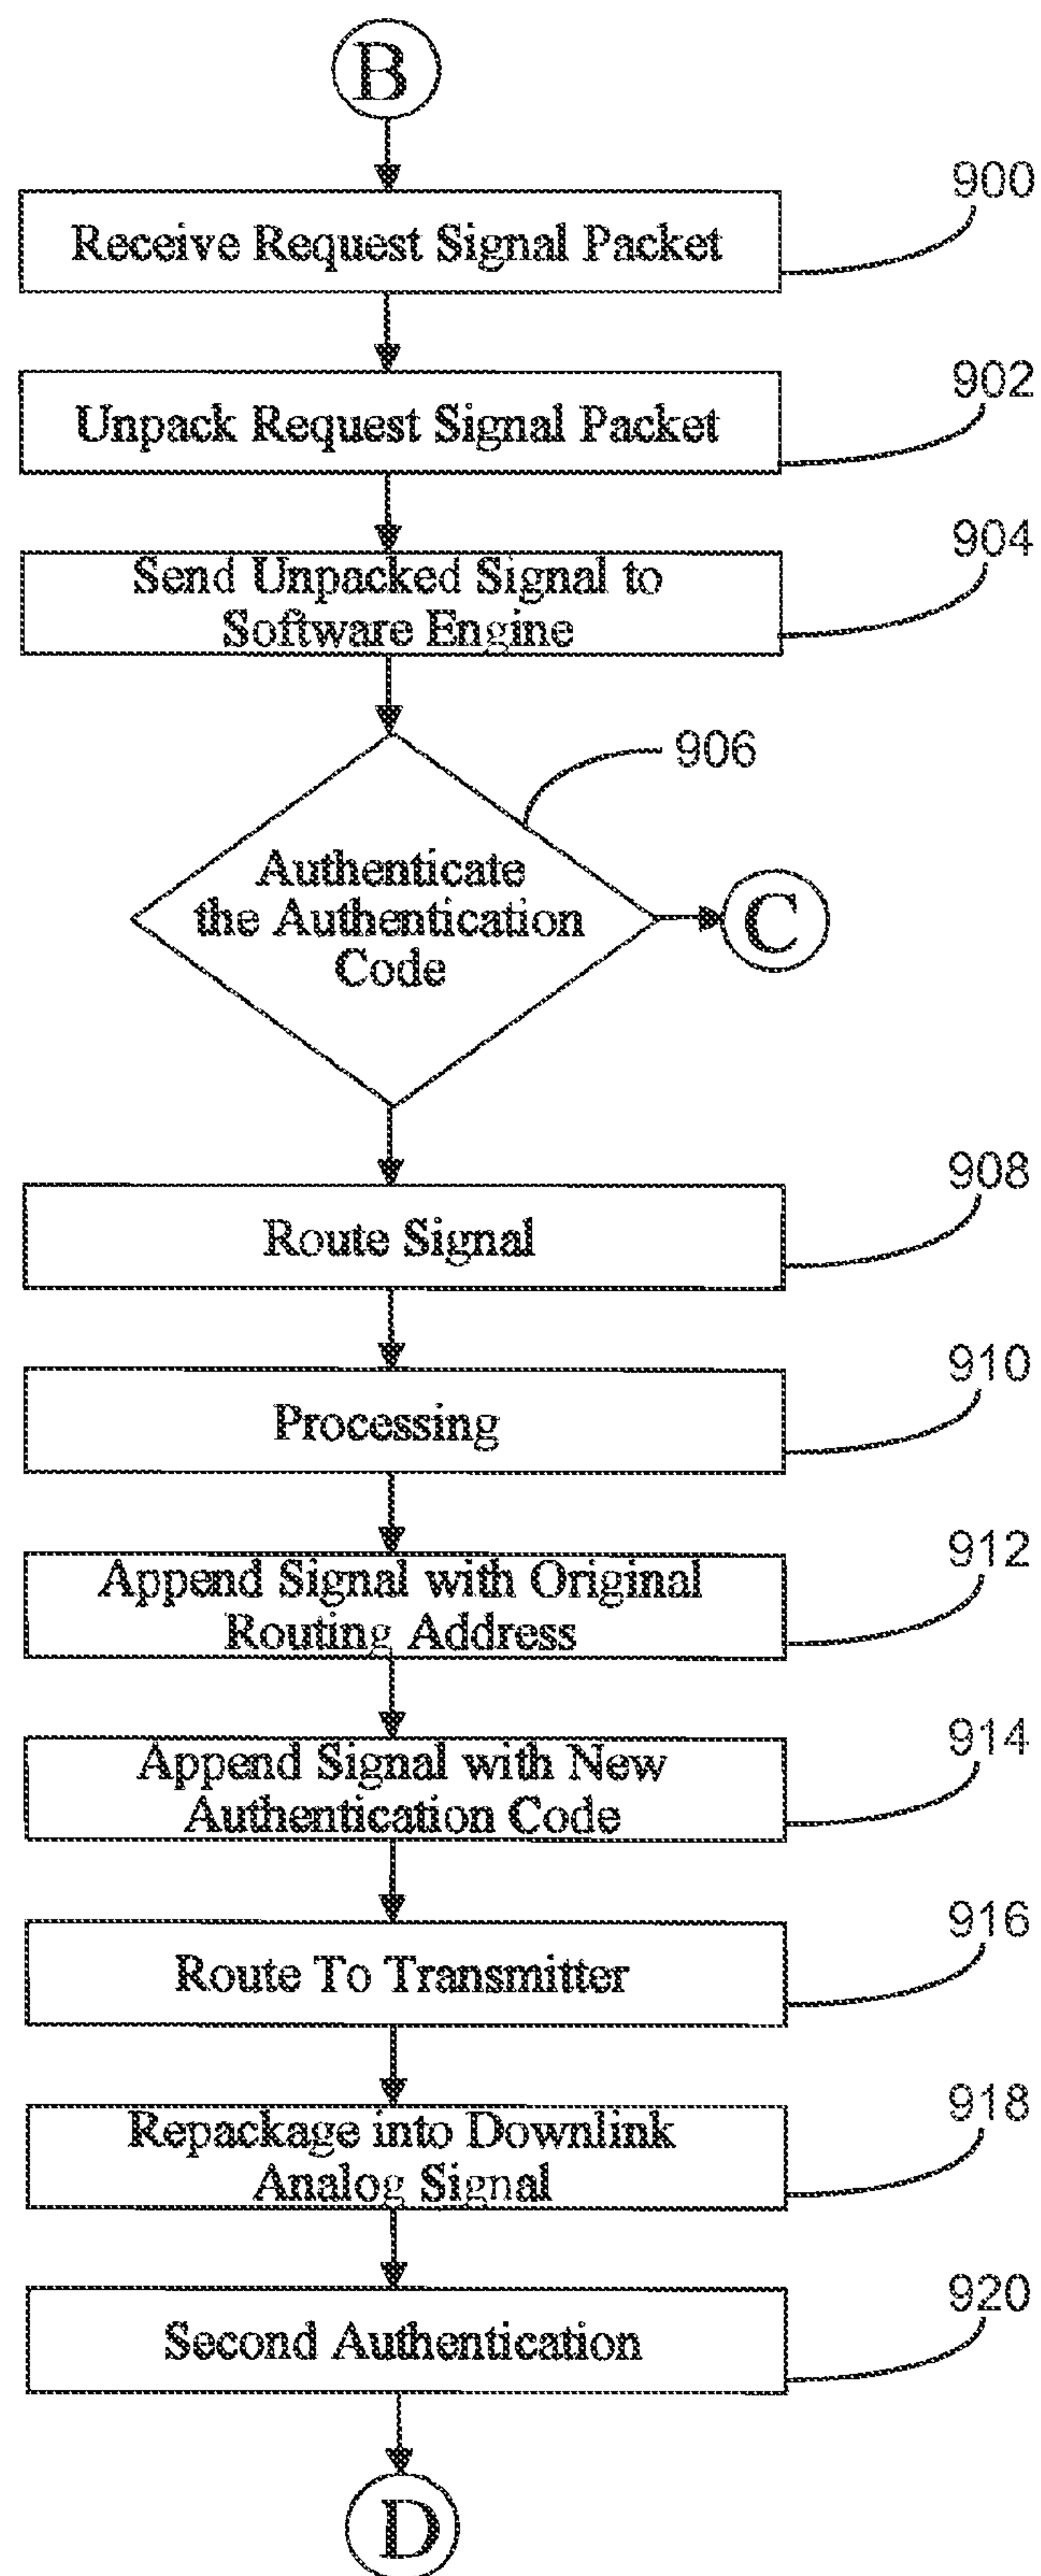 B
900
Receive Request Signal Packet
902
Unpack Request Signal Packet
904
Send Unpacked Signal to
Software Engine
906
Authenticate
the Authentication
Code
C
908
Route Signal
910
Processing
912
Append Signal with Original
Routing Address
914
Append Signal with New
Authentication Code
916
Route To Transmitter
918
Repackage into Downlink
Analog Signal
920
Second Authentication
D